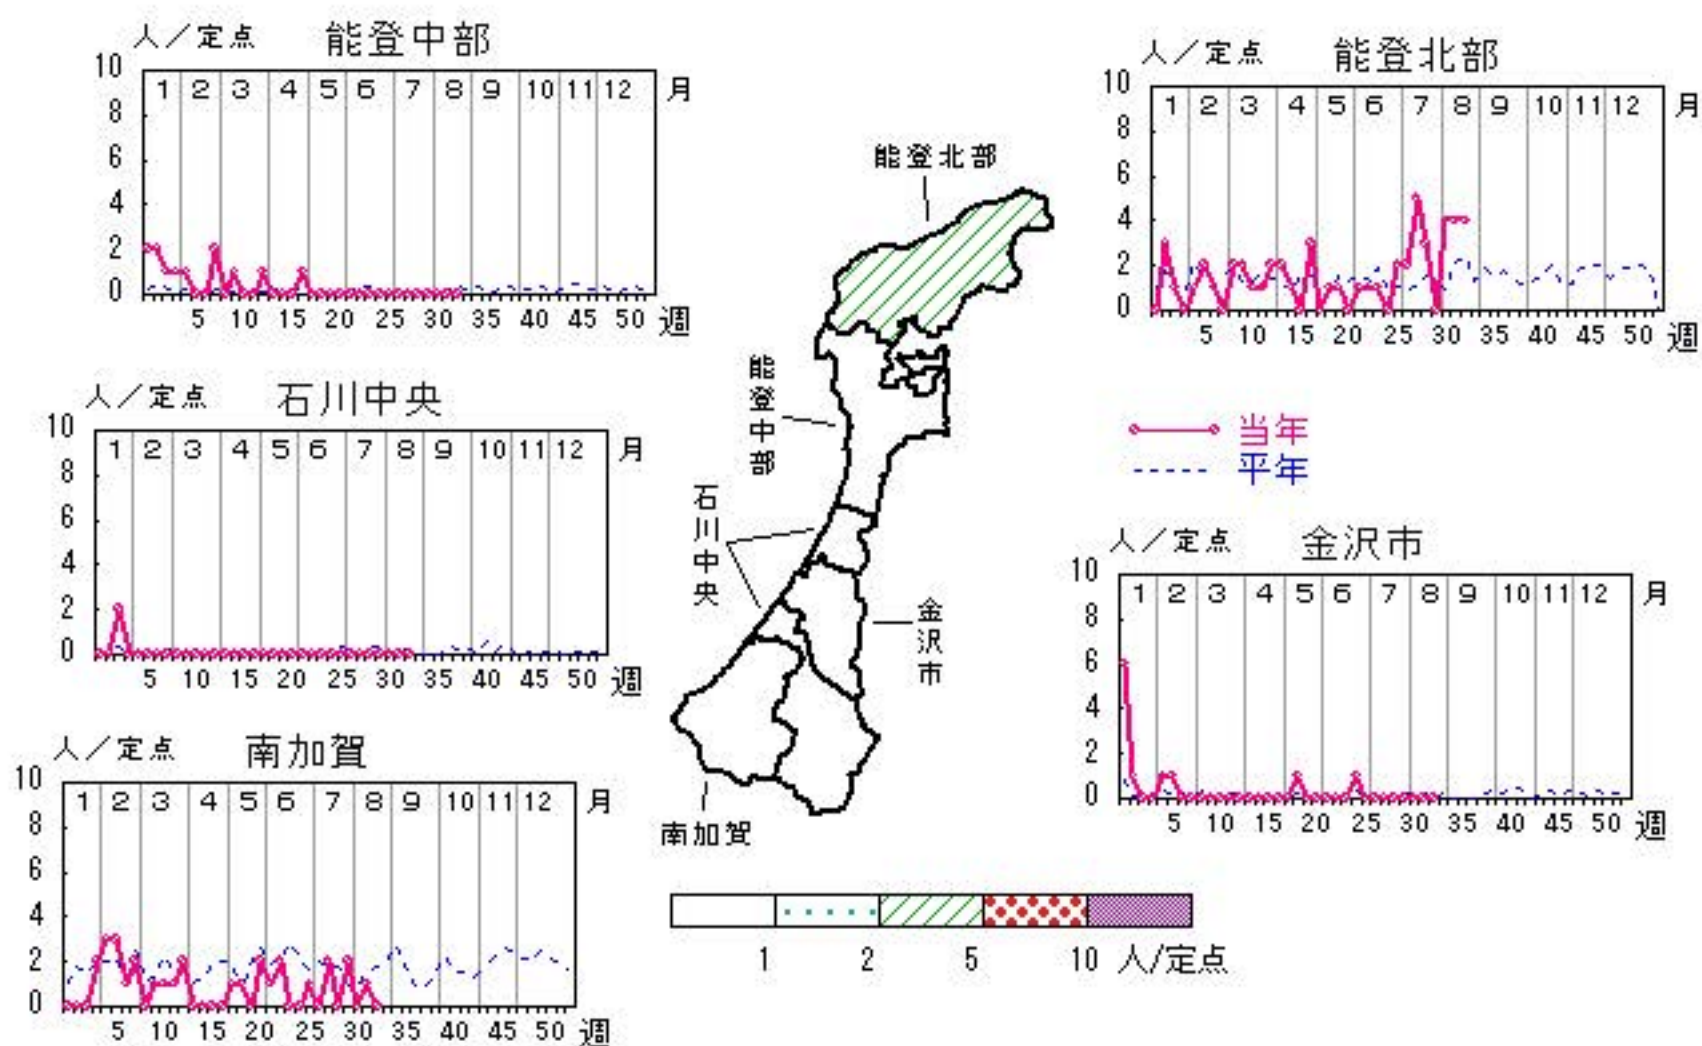 人／定点 能登中部
10 8 6 4 2 0
1 2 3 4 5 6 7 8 9 10 11 12 月
5 10 15 20 25 30 35 40 45 50 週
人／定点 能登北部
10 8 6 4 2 0
1 2 3 4 5 6 7 8 9 10 11 12 月
5 10 15 20 25 30 35 40 45 50 週
人／定点 石川中央
10 8 6 4 2 0
1 2 3 4 5 6 7 8 9 10 11 12 月
5 10 15 20 25 30 35 40 45 50 週
当年
平年
人／定点 金沢市
10 8 6 4 2 0
1 2 3 4 5 6 7 8 9 10 11 12 月
5 10 15 20 25 30 35 40 45 50 週
人／定点 南加賀
10 8 6 4 2 0
1 2 3 4 5 6 7 8 9 10 11 12 月
5 10 15 20 25 30 35 40 45 50 週
能登北部
能登中部
石川中央
金沢市
南加賀
1 2 5 10 人/定点